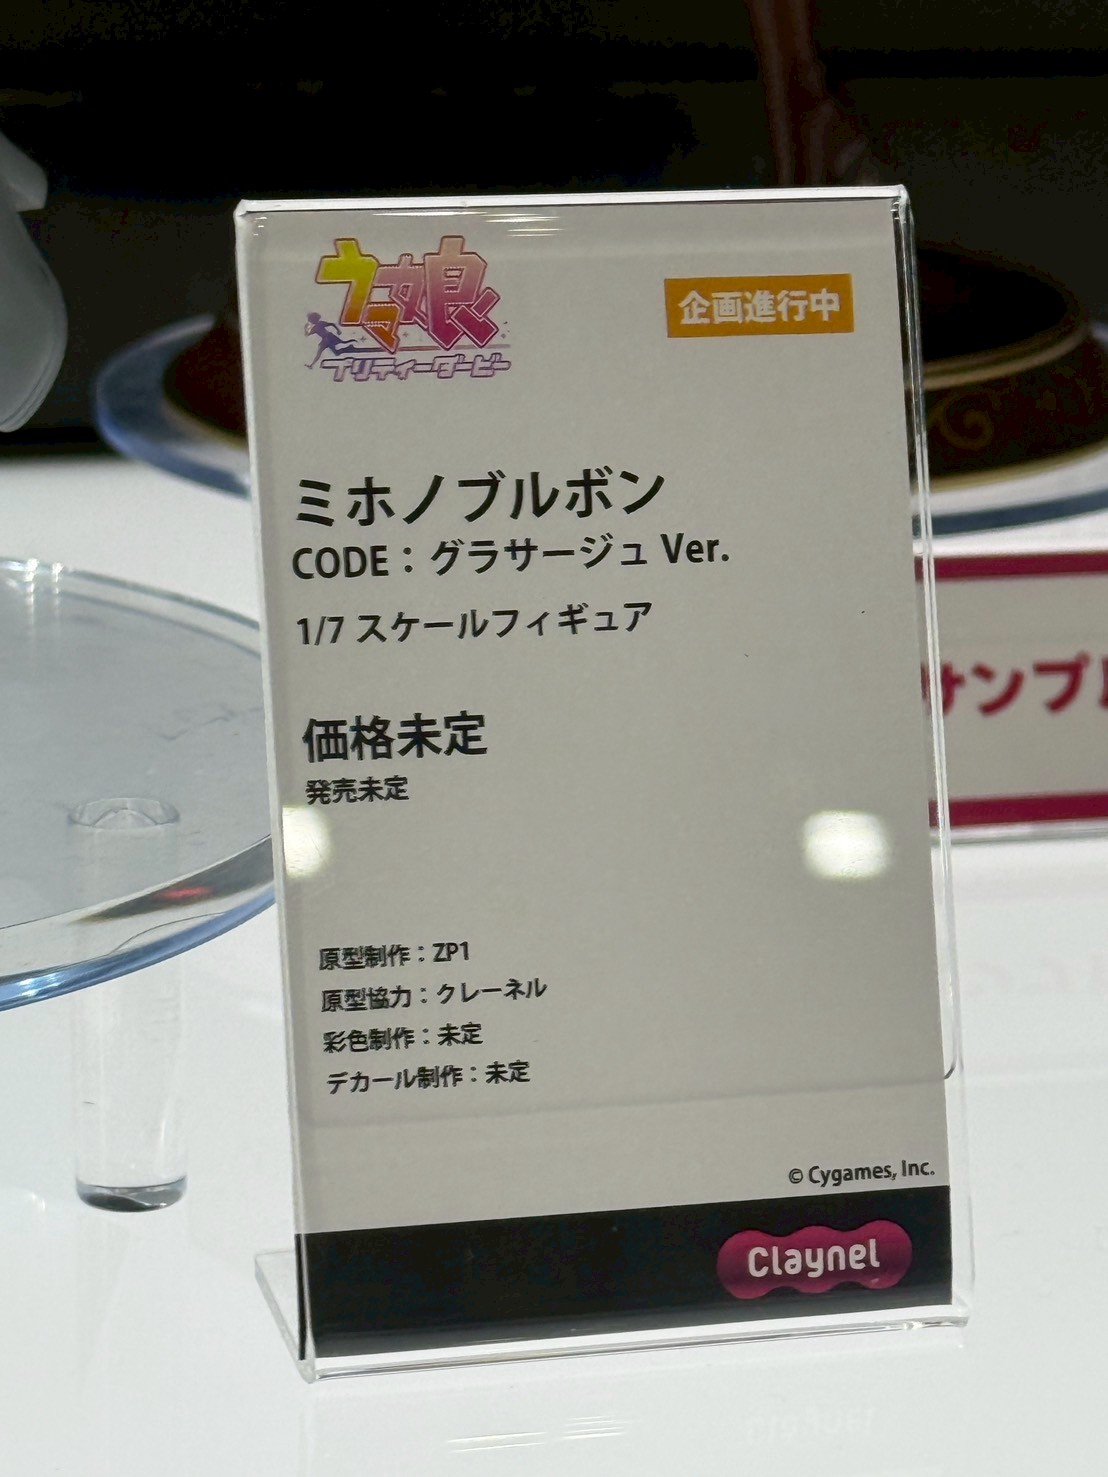 ウマ娘
プリティーダービー
企画進行中
ミホノブルボン
CODE：グラサージュ Ver.
1/7 スケールフィギュア
価格未定
発売未定
原型制作：ZP1
原型協力：クレーネル
彩色制作：未定
デカール制作：未定
© Cygames, Inc.
Claynel
サンプ